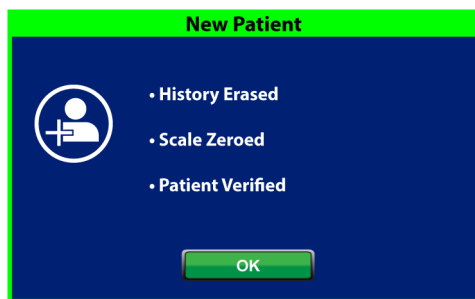 New Patient
• History Erased
• Scale Zeroed
• Patient Verified
OK